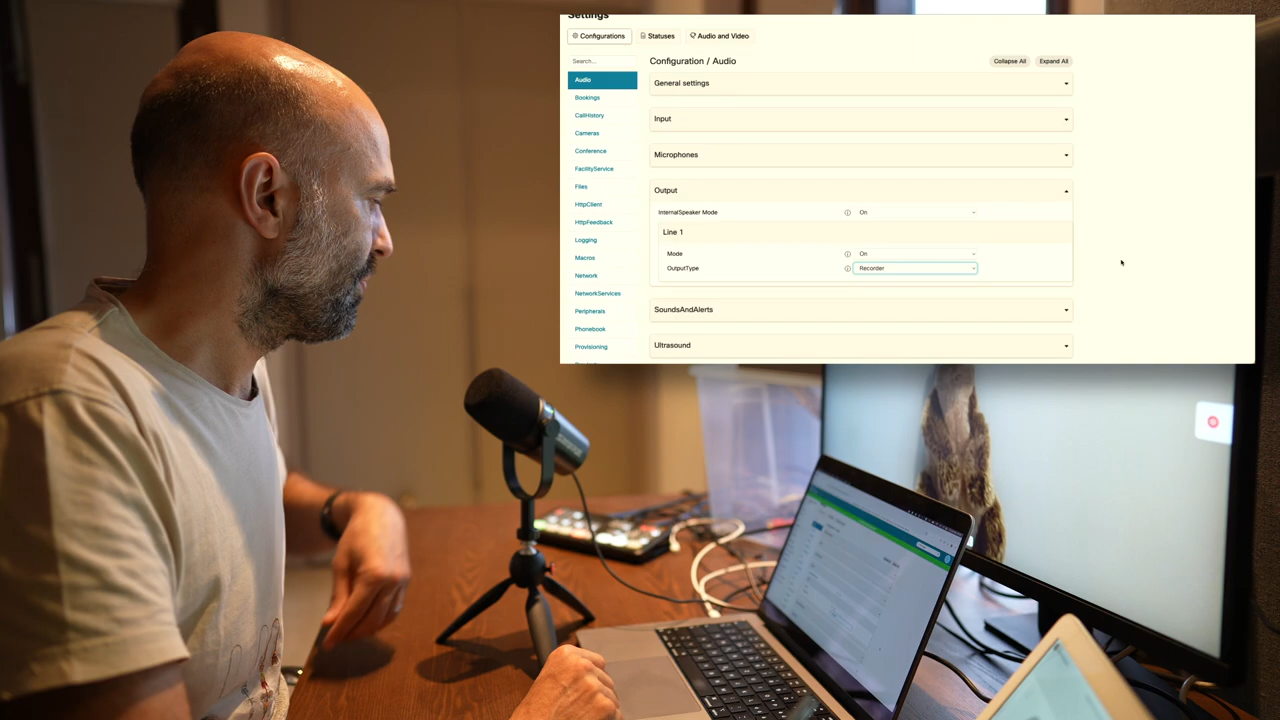 Settings
Configurations
Statuses
Audio and Video
Search...
Configuration / Audio
Collapse All
Expand All
Audio
Bookings
CallHistory
Cameras
Conference
FacilityService
Files
HttpClient
HttpFeedback
Logging
Macros
Network
NetworkServices
Peripherals
Phonebook
Provisioning
General settings
Input
Microphones
Output
InternalSpeaker Mode
On
Line 1
Mode
On
OutputType
Recorder
SoundsAndAlerts
Ultrasound